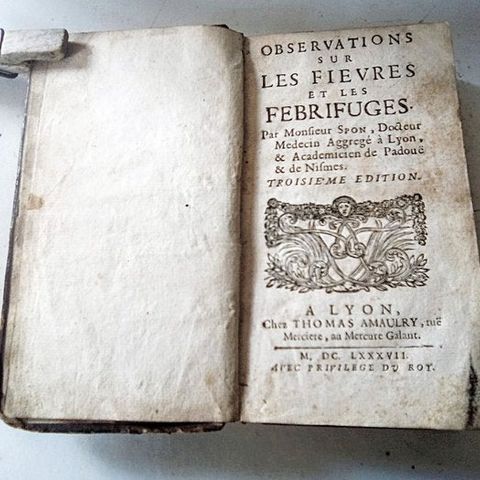 OBSERVATIONS
SUR
LES FIEVRES
ET LES
FEBRIFUGES.
Par Monsieur SPON, Docteur
Medecin Aggregé à Lyon,
& Academicien de Padouë
& de Nismes.
TROISIEME EDITION.
A LYON,
Chez THOMAS AMAULRY, ruë
Merciere, au Mercure Galant.
M. DC. LXXXVII.
AVEC PRIVILEGE DU ROY.